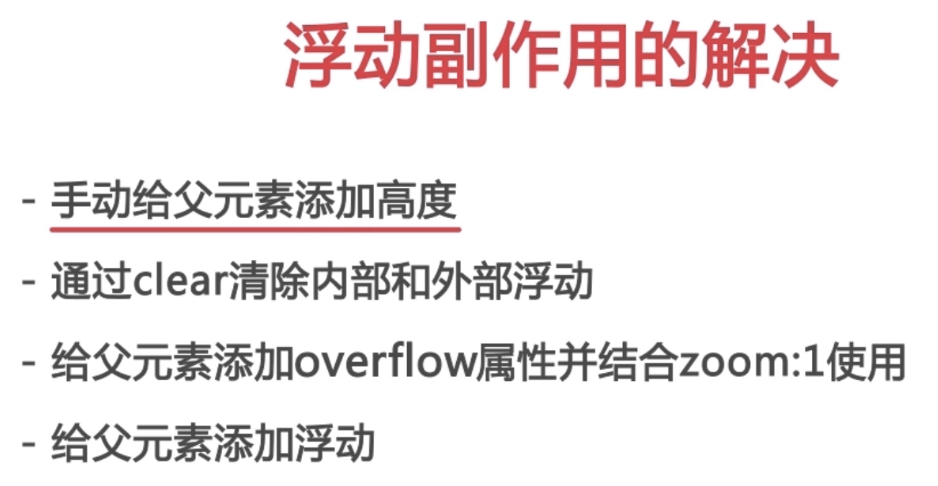 浮动副作用的解决
- 手动给父元素添加高度
- 通过clear清除内部和外部浮动
- 给父元素添加overflow属性并结合zoom:1使用
- 给父元素添加浮动